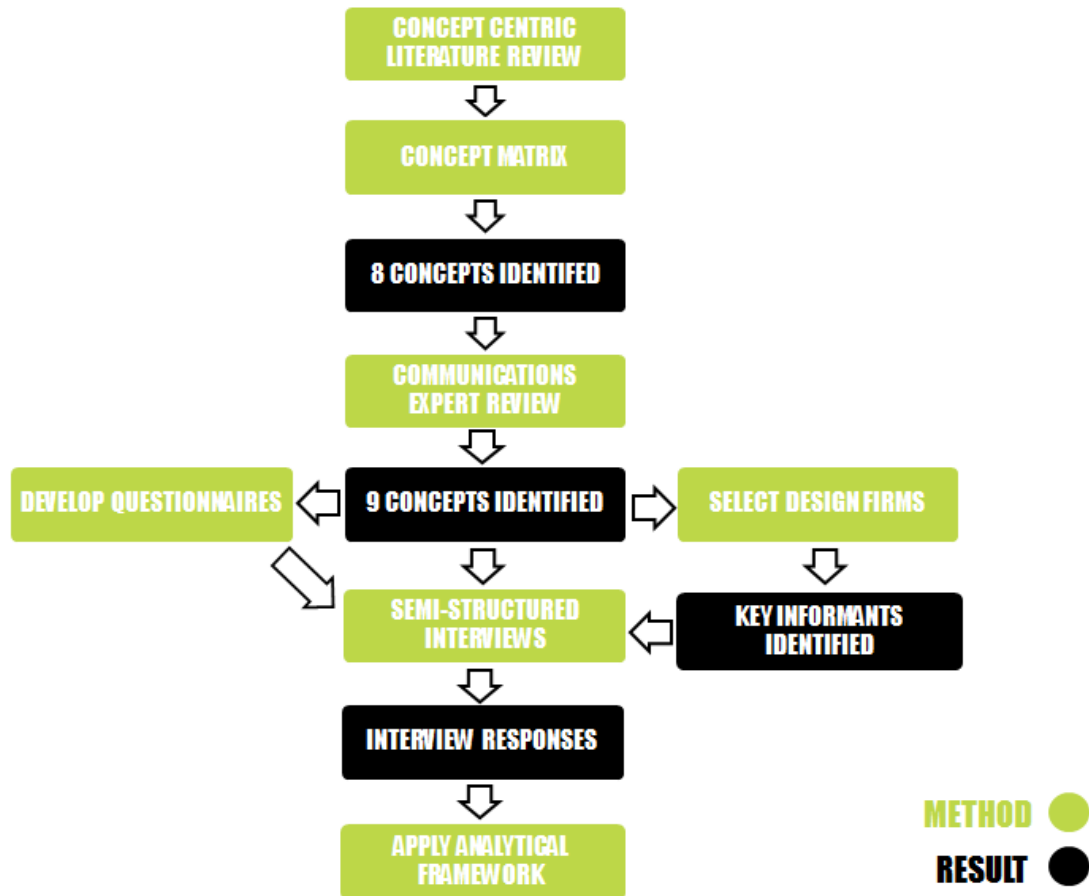 CONCEPT CENTRIC
LITERATURE REVIEW
CONCEPT MATRIX
8 CONCEPTS IDENTIFED
COMMUNICATIONS
EXPERT REVIEW
DEVELOP QUESTIONNAIRES
9 CONCEPTS IDENTIFIED
SELECT DESIGN FIRMS
SEMI-STRUCTURED
INTERVIEWS
KEY INFORMANTS
IDENTIFIED
INTERVIEW RESPONSES
APPLY ANALYTICAL
FRAMEWORK
METHOD
RESULT